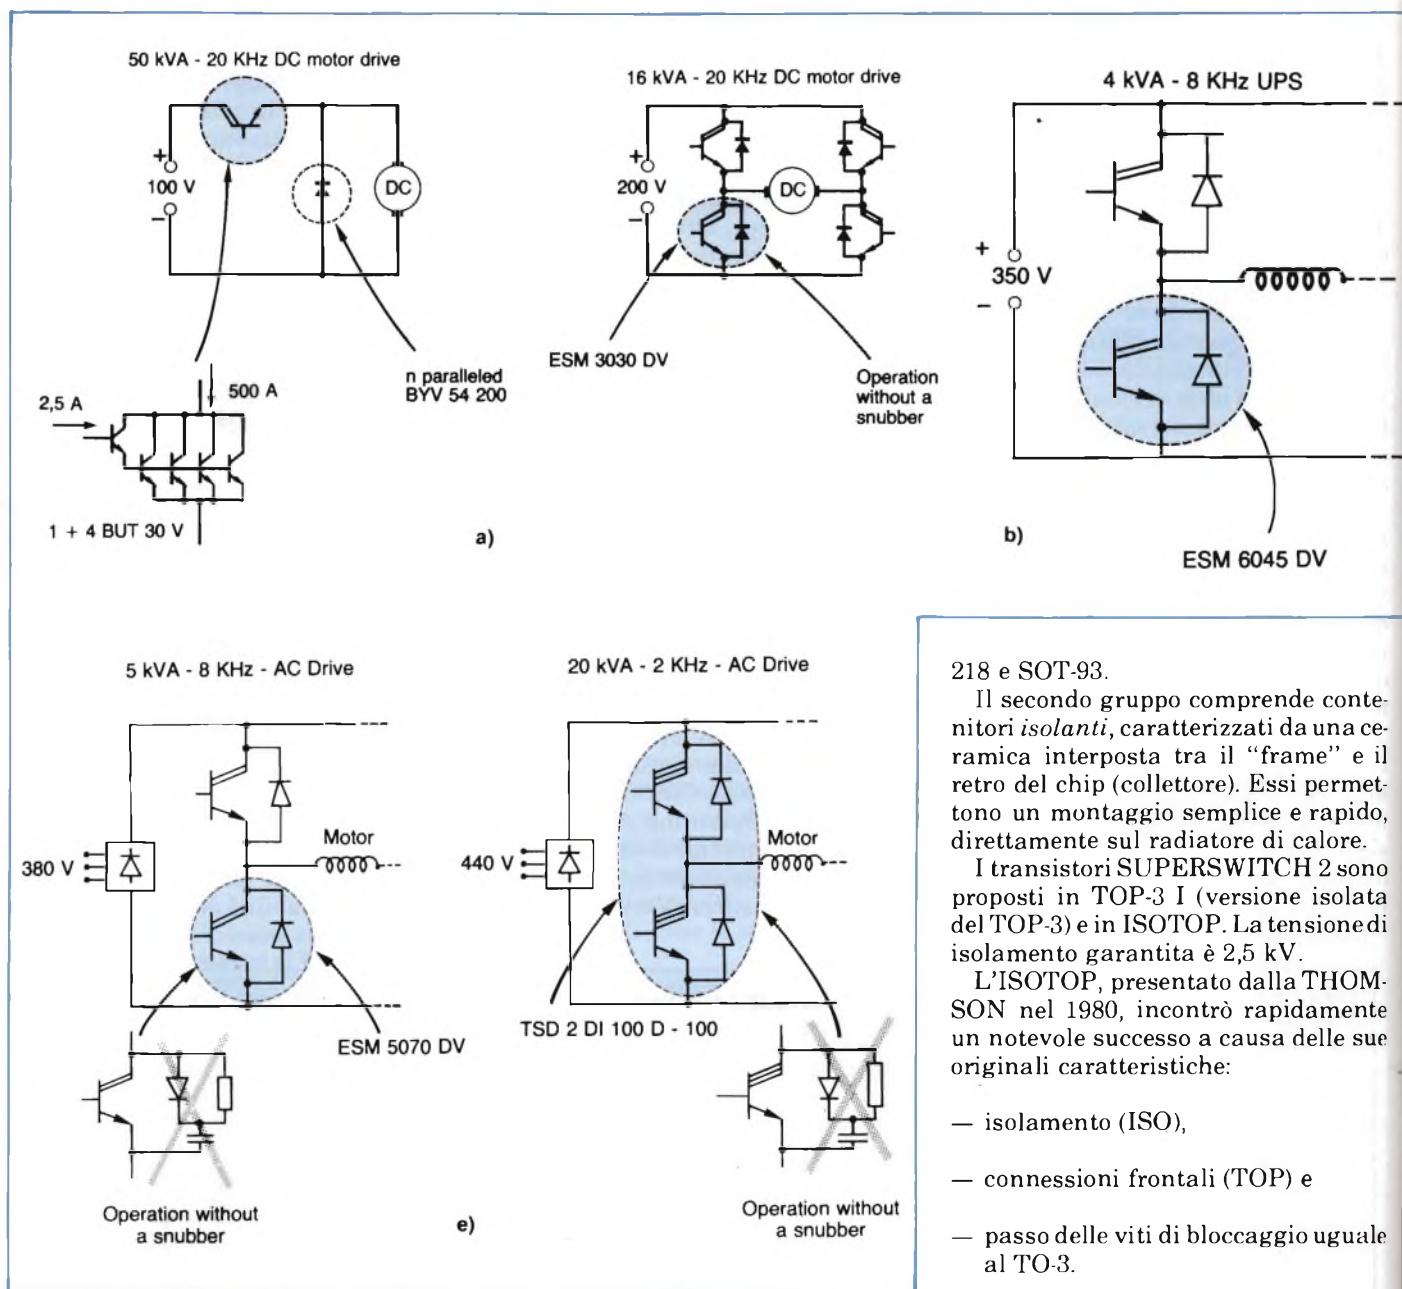 50 kVA - 20 KHz DC motor drive
+
100 V
−
DC
2,5 A
500 A
n paralleled
BYV 54 200
1 + 4 BUT 30 V
a)
16 kVA - 20 KHz DC motor drive
+
200 V
−
DC
ESM 3030 DV
Operation
without a
snubber
4 kVA - 8 KHz UPS
+
350 V
−
b)
ESM 6045 DV
5 kVA - 8 KHz - AC Drive
380 V
Motor
ESM 5070 DV
Operation without
a snubber
e)
20 kVA - 2 KHz - AC Drive
440 V
Motor
TSD 2 DI 100 D - 100
Operation without
a snubber
218 e SOT-93.
Il secondo gruppo comprende conte-
nitori isolanti, caratterizzati da una ce-
ramica interposta tra il “frame” e il
retro del chip (collettore). Essi permet-
tono un montaggio semplice e rapido,
direttamente sul radiatore di calore.
I transistori SUPERSWITCH 2 sono
proposti in TOP-3 I (versione isolata
del TOP-3) e in ISOTOP. La tensione di
isolamento garantita è 2,5 kV.
L'ISOTOP, presentato dalla THOM-
SON nel 1980, incontrò rapidamente
un notevole successo a causa delle sue
originali caratteristiche:
— isolamento (ISO),
— connessioni frontali (TOP) e
— passo delle viti di bloccaggio uguale
al TO-3.